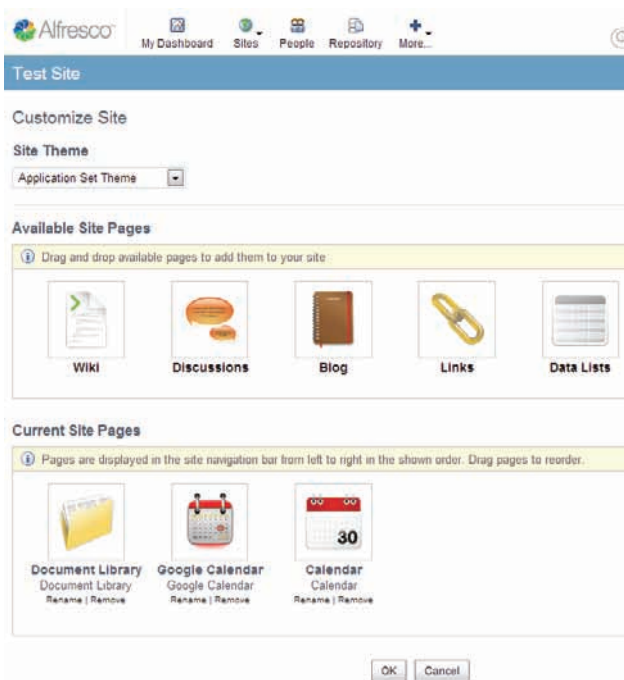 Alfresco
My Dashboard Sites People Repository More...
Test Site
Customize Site
Site Theme
Application Set Theme
Available Site Pages
Drag and drop available pages to add them to your site
Wiki Discussions Blog Links Data Lists
Current Site Pages
Pages are displayed in the site navigation bar from left to right in the shown order. Drag pages to reorder.
30
Document Library Google Calendar Calendar
Document Library Google Calendar Calendar
Rename | Remove Rename | Remove Rename | Remove
OK Cancel